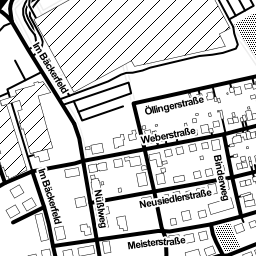 Im Bäckerfeld
Öllingerstraße
Weberstraße
Binderweg
Im Bäckerfeld
Nußweg
Neusiedlerstraße
Meisterstraße